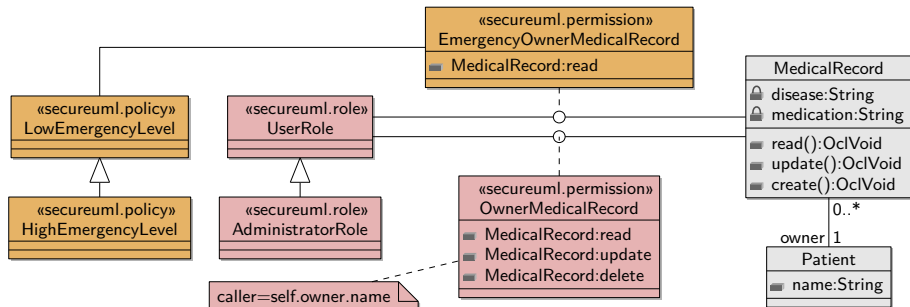 «secureuml.permission»
EmergencyOwnerMedicalRecord
MedicalRecord:read
MedicalRecord
disease:String
medication:String
read():OclVoid
update():OclVoid
create():OclVoid
«secureuml.policy»
LowEmergencyLevel
«secureuml.role»
UserRole
«secureuml.policy»
HighEmergencyLevel
«secureuml.role»
AdministratorRole
«secureuml.permission»
OwnerMedicalRecord
MedicalRecord:read
MedicalRecord:update
MedicalRecord:delete
0..*
owner 1
Patient
name:String
caller=self.owner.name